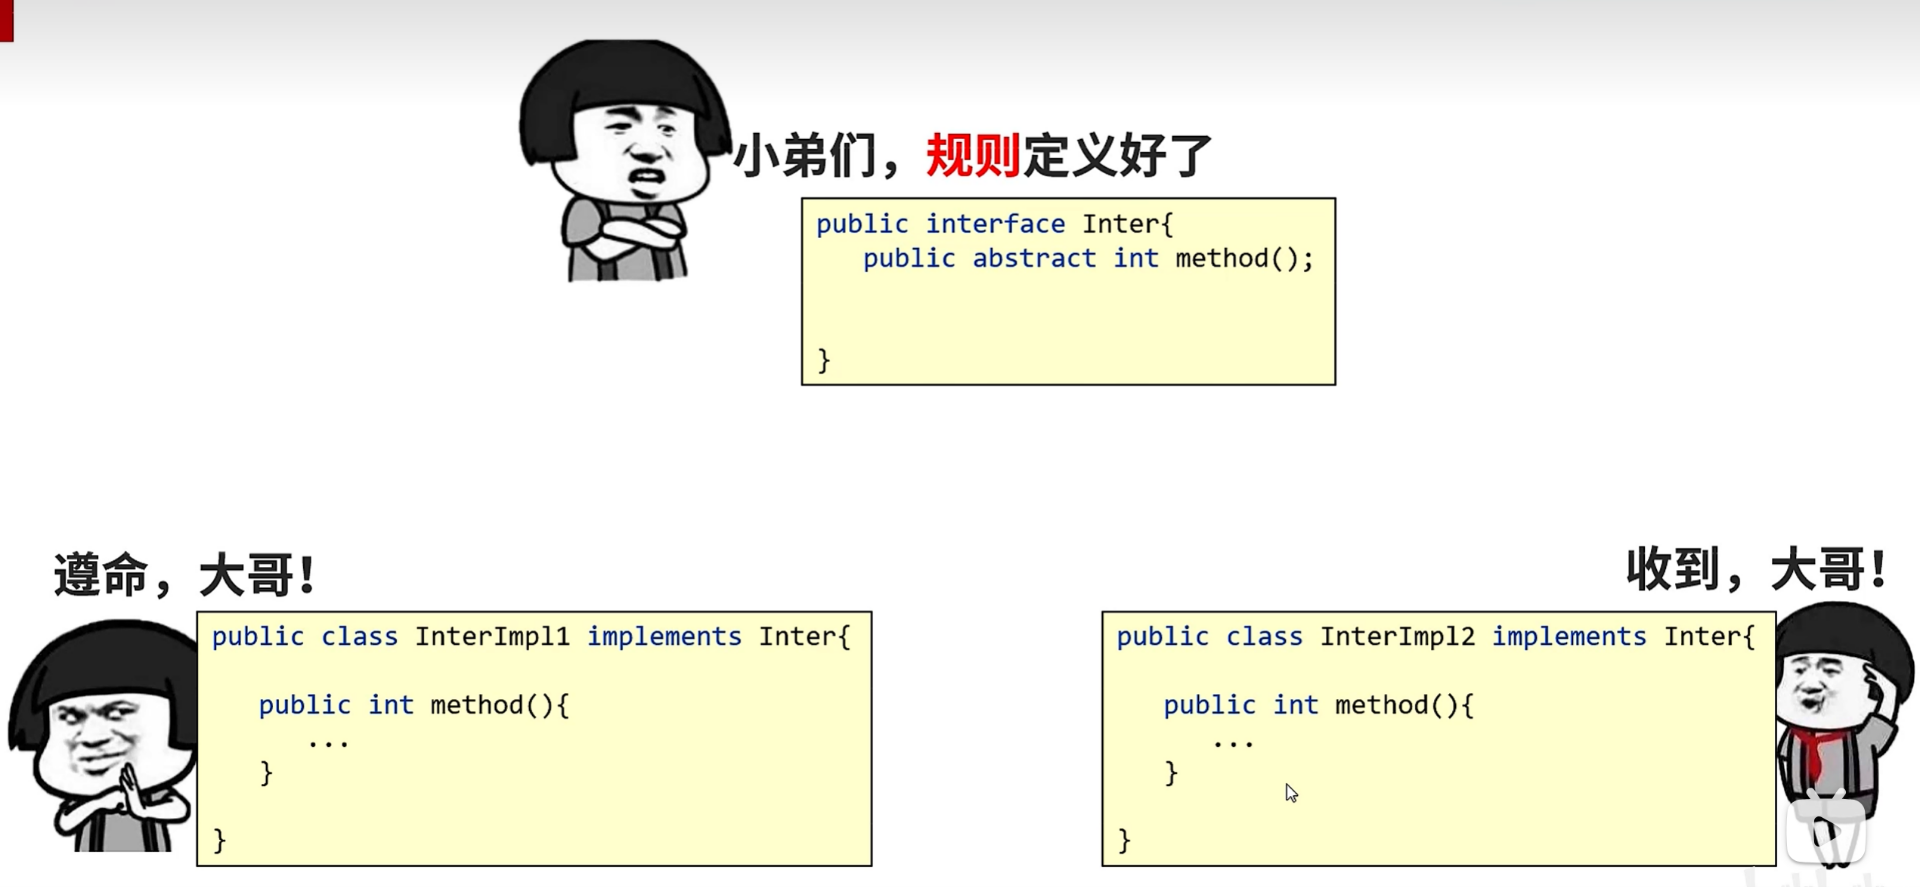 小弟们，规则定义好了
public interface Inter{
public abstract int method();
}
遵命，大哥！
public class InterImpl1 implements Inter{
public int method(){
...
}
}
收到，大哥！
public class InterImpl2 implements Inter{
public int method(){
...
}
}